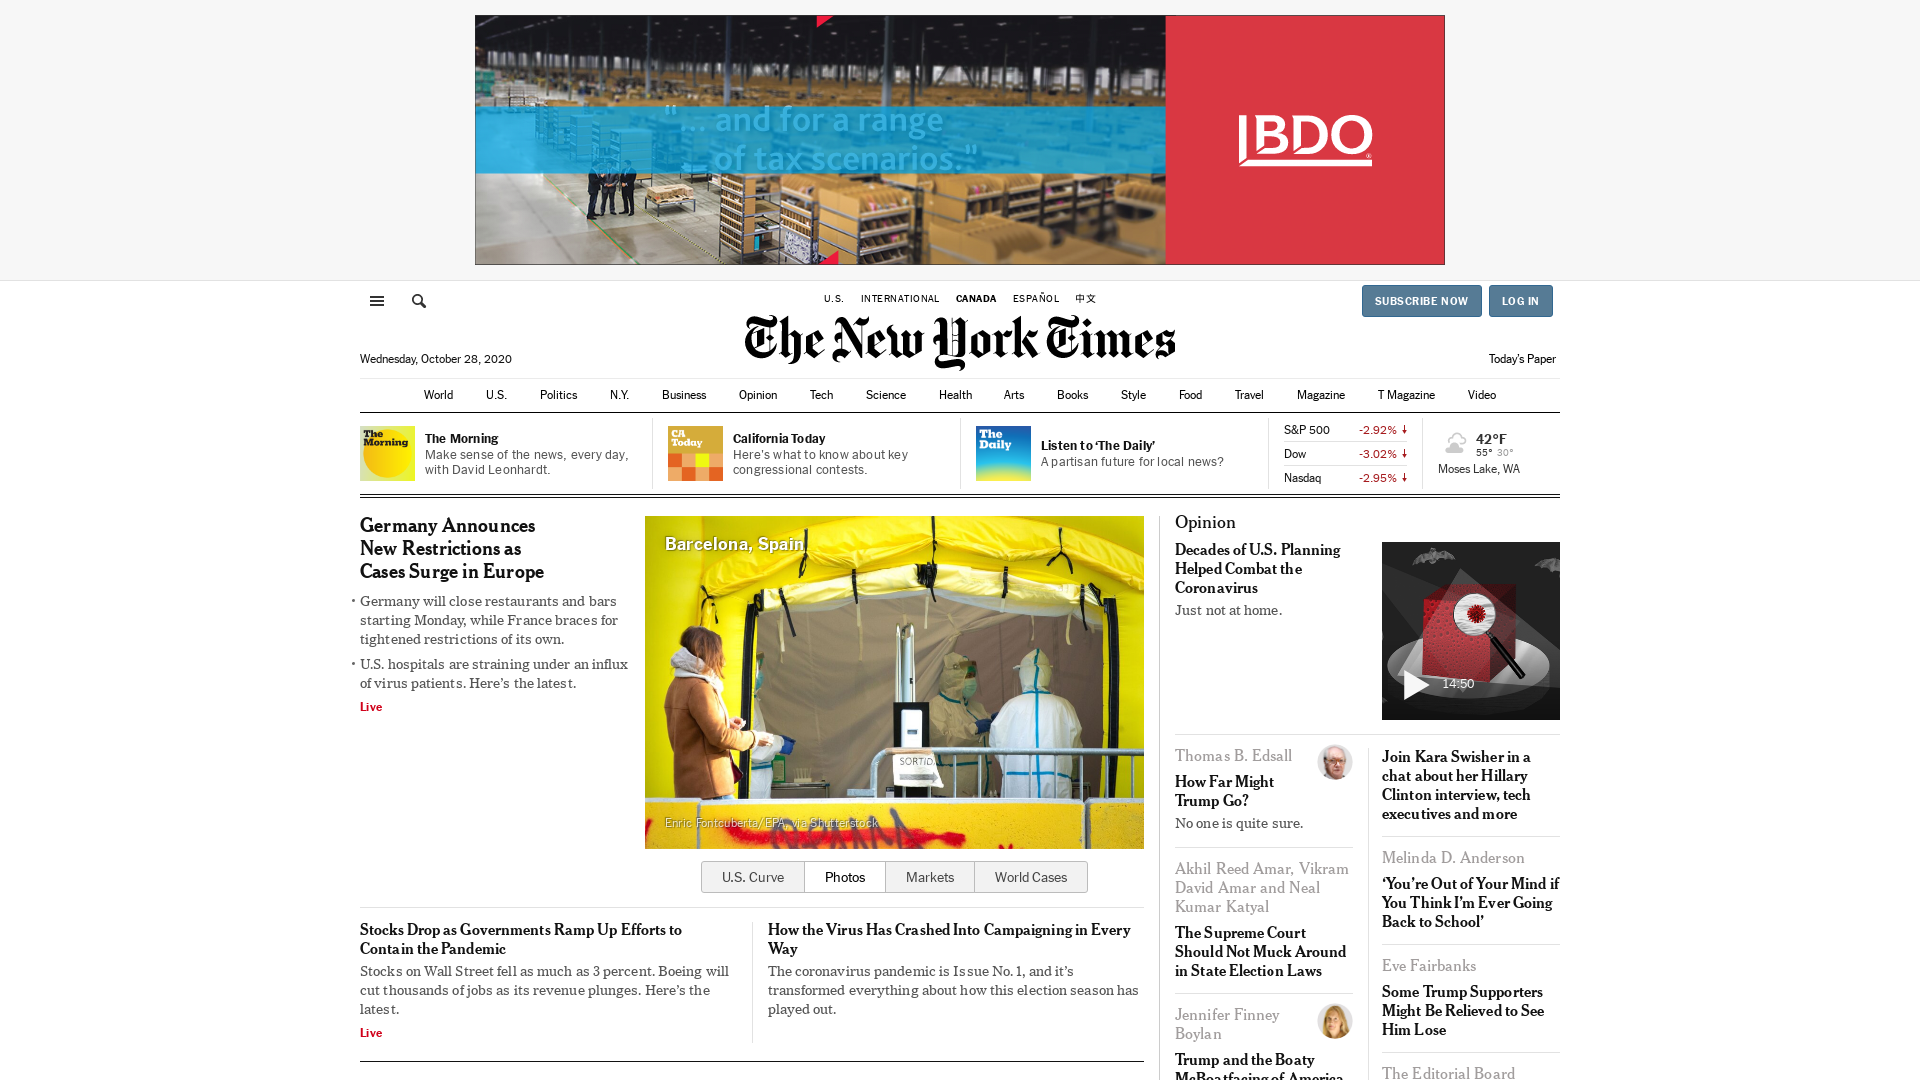 "... and for a range
of tax scenarios."
BDO
U.S.
INTERNATIONAL
CANADA
ESPAÑOL
中文
SUBSCRIBE NOW
LOG IN
The New York Times
Wednesday, October 28, 2020
Today's Paper
World
U.S.
Politics
N.Y.
Business
Opinion
Tech
Science
Health
Arts
Books
Style
Food
Travel
Magazine
T Magazine
Video
The
Morning
The Morning
Make sense of the news, every day,
with David Leonhardt.
CA
Today
California Today
Here's what to know about key
congressional contests.
The
Daily
Listen to ‘The Daily’
A partisan future for local news?
S&P 500 -2.92% ↓
Dow -3.02% ↓
Nasdaq -2.95% ↓
42°F
55° 30°
Moses Lake, WA
Germany Announces
New Restrictions as
Cases Surge in Europe
• Germany will close restaurants and bars
starting Monday, while France braces for
tightened restrictions of its own.
• U.S. hospitals are straining under an influx
of virus patients. Here’s the latest.
Live
Barcelona, Spain
SORTIDA
Enric Fontcuberta/EPA, via Shutterstock
U.S. Curve
Photos
Markets
World Cases
Stocks Drop as Governments Ramp Up Efforts to
Contain the Pandemic
Stocks on Wall Street fell as much as 3 percent. Boeing will
cut thousands of jobs as its revenue plunges. Here’s the
latest.
Live
How the Virus Has Crashed Into Campaigning in Every
Way
The coronavirus pandemic is Issue No. 1, and it’s
transformed everything about how this election season has
played out.
Opinion
Decades of U.S. Planning
Helped Combat the
Coronavirus
Just not at home.
14:50
Thomas B. Edsall
How Far Might
Trump Go?
No one is quite sure.
Akhil Reed Amar, Vikram
David Amar and Neal
Kumar Katyal
The Supreme Court
Should Not Muck Around
in State Election Laws
Jennifer Finney
Boylan
Trump and the Boaty
McBoatfacing of America
Join Kara Swisher in a
chat about her Hillary
Clinton interview, tech
executives and more
Melinda D. Anderson
‘You’re Out of Your Mind if
You Think I’m Ever Going
Back to School’
Eve Fairbanks
Some Trump Supporters
Might Be Relieved to See
Him Lose
The Editorial Board